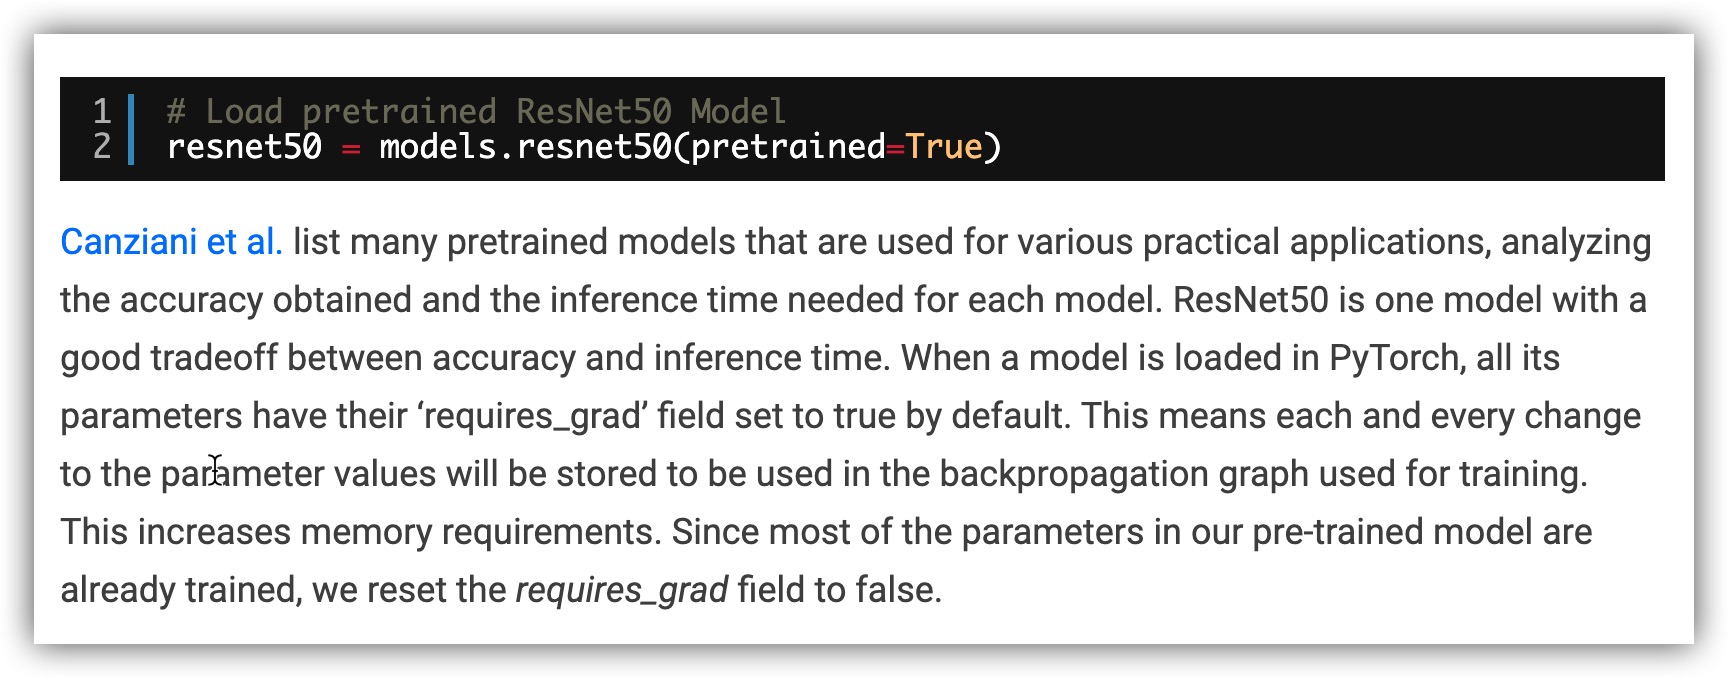 1 # Load pretrained ResNet50 Model
2 resnet50 = models.resnet50(pretrained=True)
Canziani et al. list many pretrained models that are used for various practical applications, analyzing
the accuracy obtained and the inference time needed for each model. ResNet50 is one model with a
good tradeoff between accuracy and inference time. When a model is loaded in PyTorch, all its
parameters have their ‘requires_grad’ field set to true by default. This means each and every change
to the parameter values will be stored to be used in the backpropagation graph used for training.
This increases memory requirements. Since most of the parameters in our pre-trained model are
already trained, we reset the requires_grad field to false.